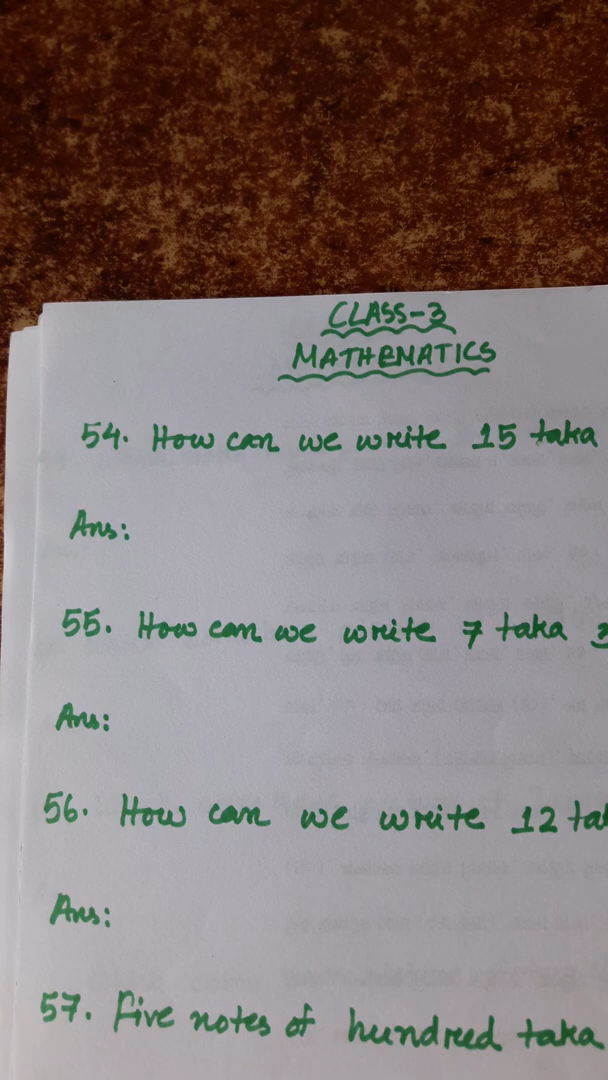 CLASS-3
MATHEMATICS
54. How can we write 15 taka
Ans:
55. How can we write 7 taka
Ans:
56. How can we write 12
Ans:
57. Five notes of hundred taka